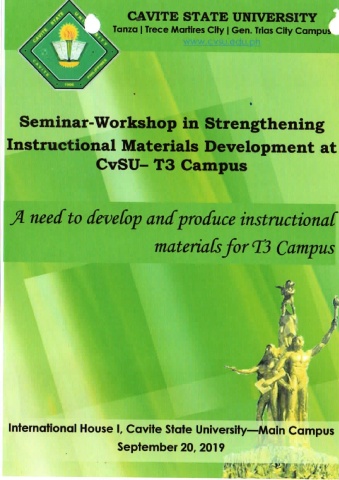 CAVITE STATE UNIVERSITY
Tanza | Trece Martires City | Gen. Trias City Campus
www.cvsu.edu.ph
Seminar-Workshop in Strengthening
Instructional Materials Development at
CvSU– T3 Campus
A need to develop and produce instructional
materials for T3 Campus
International House I, Cavite State University—Main Campus
September 20, 2019